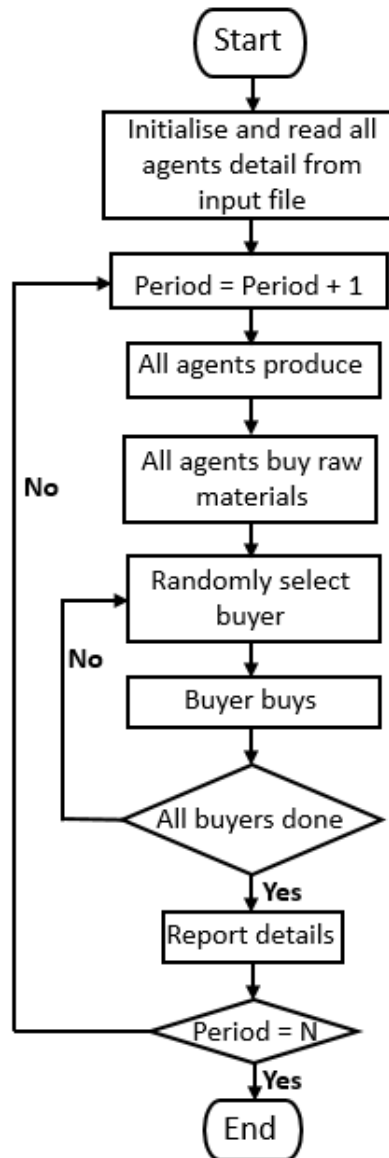 Start
Initialise and read all
agents detail from
input file
Period = Period + 1
All agents produce
All agents buy raw
materials
No
Randomly select
buyer
No
Buyer buys
All buyers done
Yes
Report details
Period = N
Yes
End